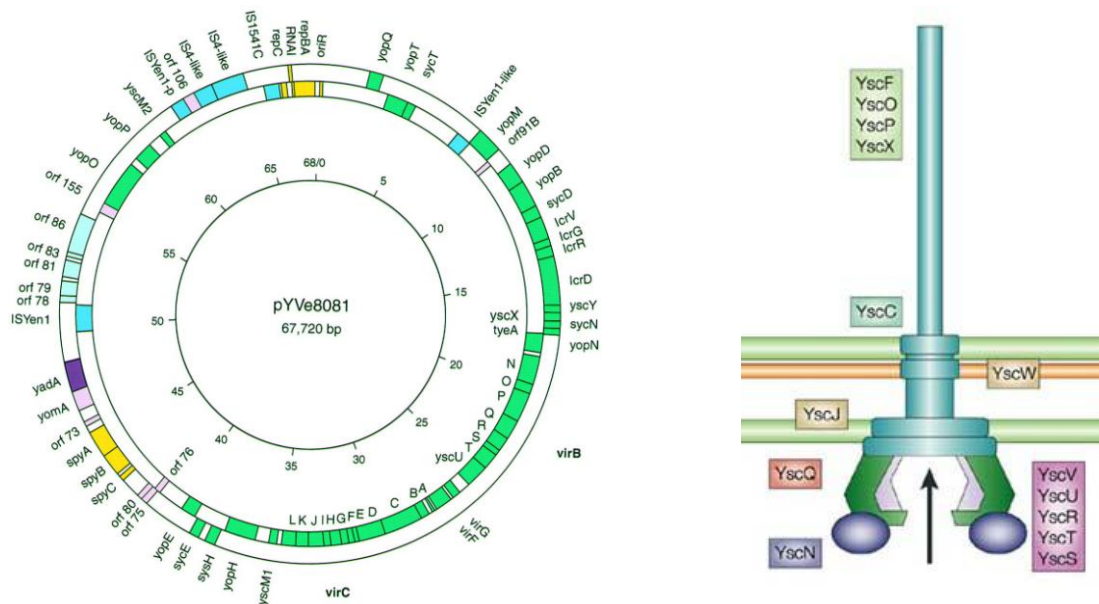 IS1541C
repC
RNAI
repBA
oriR
yopQ
yopT
sycT
ISYen1-like
yopM
orf91B
yopD
yopB
sycD
lcrV
lcrG
lcrR
lcrD
yscY
sycN
yopN
yscX
tyeA
N
O
P
Q
R
S
T
yscU
virB
virG
virF
A
B
C
D
E
F
G
H
I
J
K
L
virC
yscM1
yopH
sysH
sycE
yopE
orf 75
orf 80
orf 76
spyC
spyB
spyA
orf 73
yomA
yadA
ISYen1
orf 78
orf 79
orf 81
orf 83
orf 86
orf 155
yopO
yopP
yscM2
ISYen1-p
orf 106
IS4-like
IS4-like
68/0
5
10
15
20
25
30
35
40
45
50
55
60
65
pYVe8081
67,720 bp
YscF
YscO
YscP
YscX
YscC
YscW
YscJ
YscQ
YscN
YscV
YscU
YscR
YscT
YscS